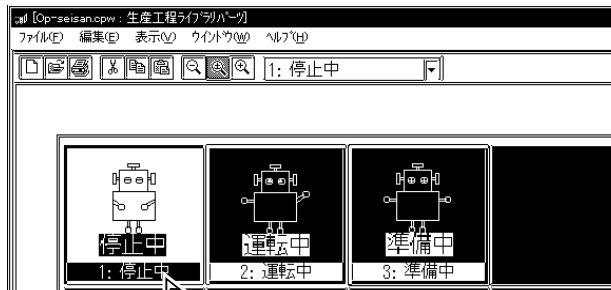 [Op-seisan.cpw : 生産工程ﾗｲﾌﾞﾗﾘﾊﾟｰﾂ]
ﾌｧｲﾙ(F) 編集(E) 表示(V) ｳｲﾝﾄﾞｳ(W) ﾍﾙﾌﾟ(H)
1: 停止中
停止中 運転中 準備中
1: 停止中 2: 運転中 3: 準備中